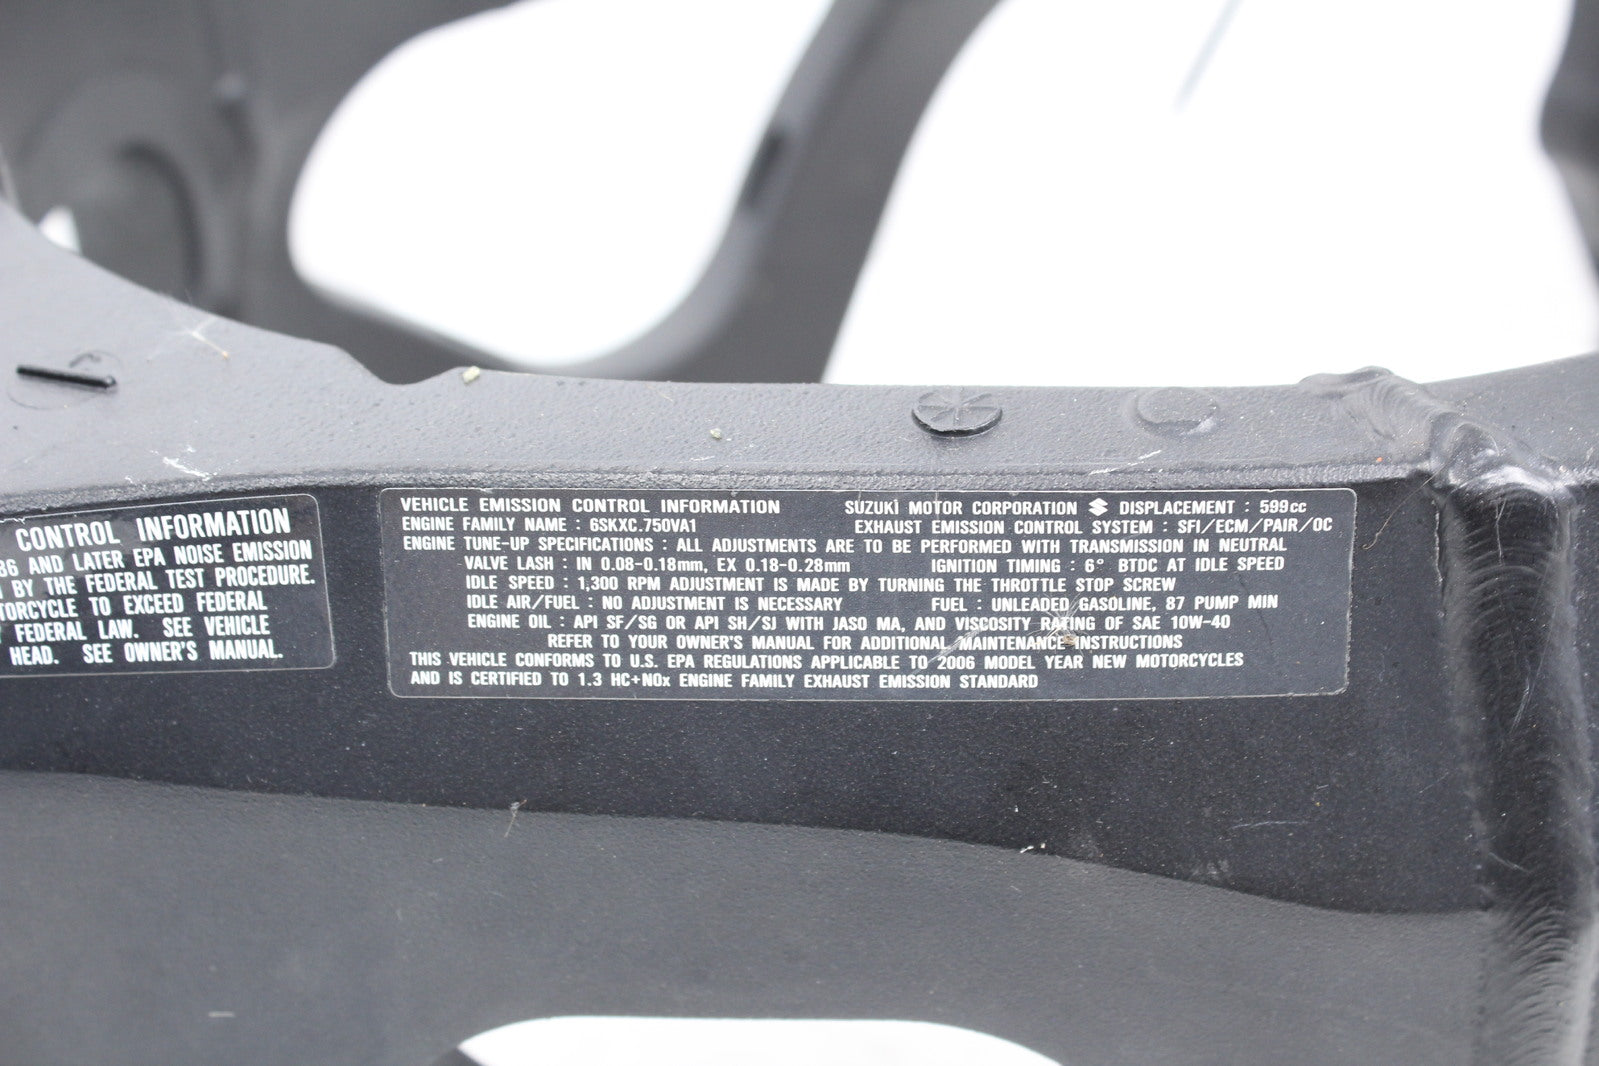 CONTROL INFORMATION
86 AND LATER EPA NOISE EMISSION
BY THE FEDERAL TEST PROCEDURE.
TO EXCEED FEDERAL
FEDERAL LAW. SEE VEHICLE
HEAD. SEE OWNER'S MANUAL.
VEHICLE EMISSION CONTROL INFORMATION SUZUKI MOTOR CORPORATION DISPLACEMENT : 599cc
ENGINE FAMILY NAME : 6SKXC.750VA1 EXHAUST EMISSION CONTROL SYSTEM : SFI/ECM/PAIR/OC
ENGINE TUNE-UP SPECIFICATIONS : ALL ADJUSTMENTS ARE TO BE PERFORMED WITH TRANSMISSION IN NEUTRAL
VALVE LASH : IN 0.08-0.18mm, EX 0.18-0.28mm IGNITION TIMING : 6° BTDC AT IDLE SPEED
IDLE SPEED : 1,300 RPM ADJUSTMENT IS MADE BY TURNING THE THROTTLE STOP SCREW
IDLE AIR/FUEL : NO ADJUSTMENT IS NECESSARY FUEL : UNLEADED GASOLINE, 87 PUMP MIN
ENGINE OIL : API SF/SG OR API SH/SJ WITH JASO MA, AND VISCOSITY RATING OF SAE 10W-40
REFER TO YOUR OWNER'S MANUAL FOR ADDITIONAL MAINTENANCE INSTRUCTIONS
THIS VEHICLE CONFORMS TO U.S. EPA REGULATIONS APPLICABLE TO 2006 MODEL YEAR NEW MOTORCYCLES
AND IS CERTIFIED TO 1.3 HC+NOx ENGINE FAMILY EXHAUST EMISSION STANDARD